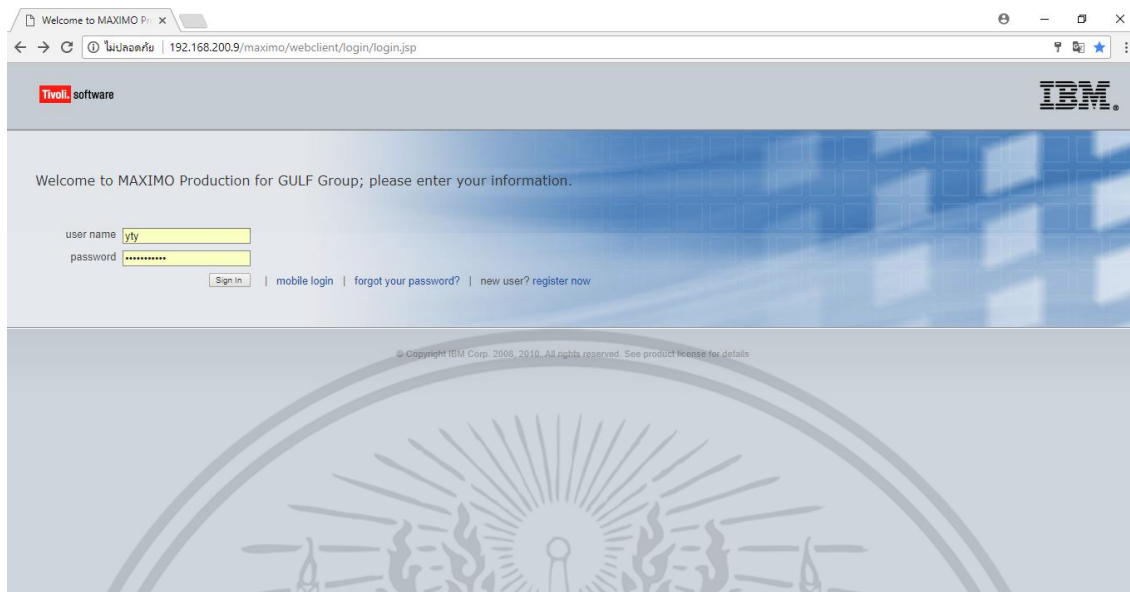 Welcome to MAXIMO Pr
ไม่ปลอดภัย | 192.168.200.9/maximo/webclient/login/login.jsp
Tivoli. software
IBM®
Welcome to MAXIMO Production for GULF Group; please enter your information.
user name yty
password •••••••••••
Sign In | mobile login | forgot your password? | new user? register now
© Copyright IBM Corp. 2008, 2010. All rights reserved. See product license for details